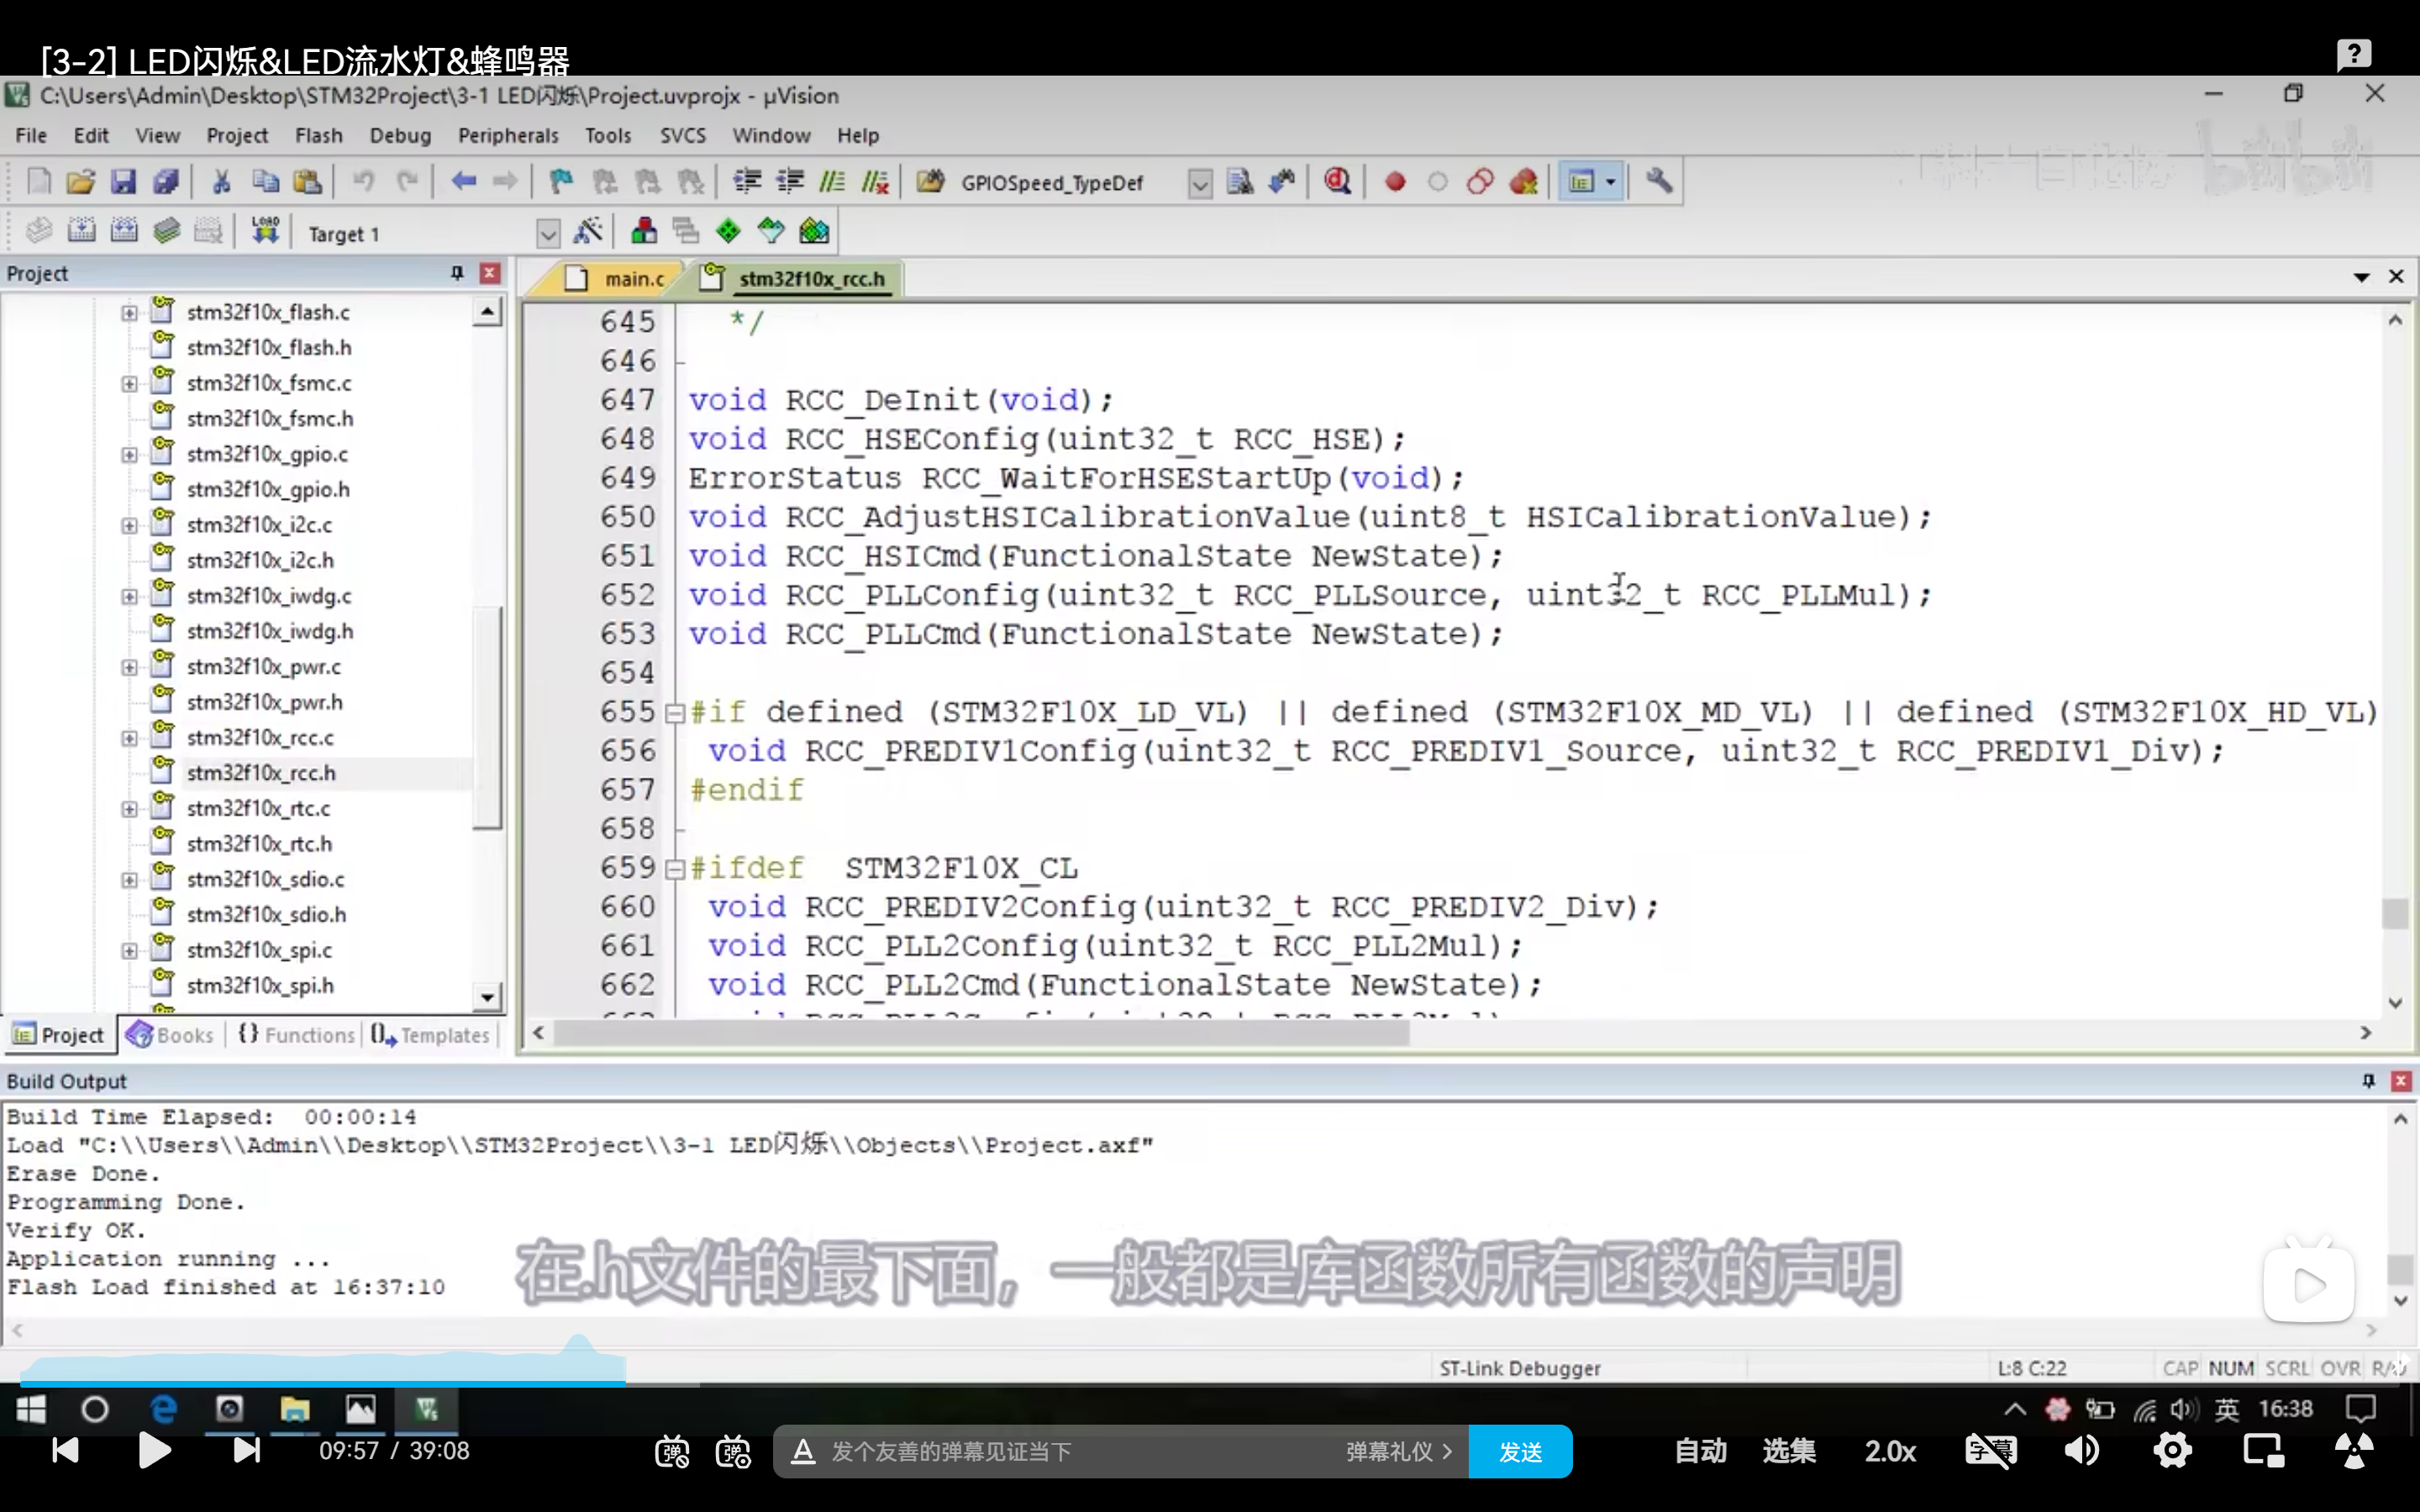 [3-2] LED闪烁&LED流水灯&蜂鸣器
C:\Users\Admin\Desktop\STM32Project\3-1 LED闪烁\Project.uvprojx - µVision
File Edit View Project Flash Debug Peripherals Tools SVCS Window Help
bilibili
GPIOSpeed_TypeDef
LOAD
Target 1
Project
main.c
stm32f10x_rcc.h
stm32f10x_flash.c
stm32f10x_flash.h
stm32f10x_fsmc.c
stm32f10x_fsmc.h
stm32f10x_gpio.c
stm32f10x_gpio.h
stm32f10x_i2c.c
stm32f10x_i2c.h
stm32f10x_iwdg.c
stm32f10x_iwdg.h
stm32f10x_pwr.c
stm32f10x_pwr.h
stm32f10x_rcc.c
stm32f10x_rcc.h
stm32f10x_rtc.c
stm32f10x_rtc.h
stm32f10x_sdio.c
stm32f10x_sdio.h
stm32f10x_spi.c
stm32f10x_spi.h
Project Books {} Functions Templates
645 */
646
647 void RCC_DeInit(void);
648 void RCC_HSEConfig(uint32_t RCC_HSE);
649 ErrorStatus RCC_WaitForHSEStartUp(void);
650 void RCC_AdjustHSICalibrationValue(uint8_t HSICalibrationValue);
651 void RCC_HSICmd(FunctionalState NewState);
652 void RCC_PLLConfig(uint32_t RCC_PLLSource, uint32_t RCC_PLLMul);
653 void RCC_PLLCmd(FunctionalState NewState);
654
655 #if defined (STM32F10X_LD_VL) || defined (STM32F10X_MD_VL) || defined (STM32F10X_HD_VL)
656 void RCC_PREDIV1Config(uint32_t RCC_PREDIV1_Source, uint32_t RCC_PREDIV1_Div);
657 #endif
658
659 #ifdef STM32F10X_CL
660 void RCC_PREDIV2Config(uint32_t RCC_PREDIV2_Div);
661 void RCC_PLL2Config(uint32_t RCC_PLL2Mul);
662 void RCC_PLL2Cmd(FunctionalState NewState);
Build Output
Build Time Elapsed: 00:00:14
Load "C:\\Users\\Admin\\Desktop\\STM32Project\\3-1 LED闪烁\\Objects\\Project.axf"
Erase Done.
Programming Done.
Verify OK.
Application running ...
Flash Load finished at 16:37:10
在.h文件的最下面，一般都是库函数所有函数的声明
ST-Link Debugger L:8 C:22 CAP NUM SCRL OVR
英 16:38
09:57 / 39:08 弹 弹 发个友善的弹幕见证当下 弹幕礼仪 > 发送 自动 选集 2.0x 字幕